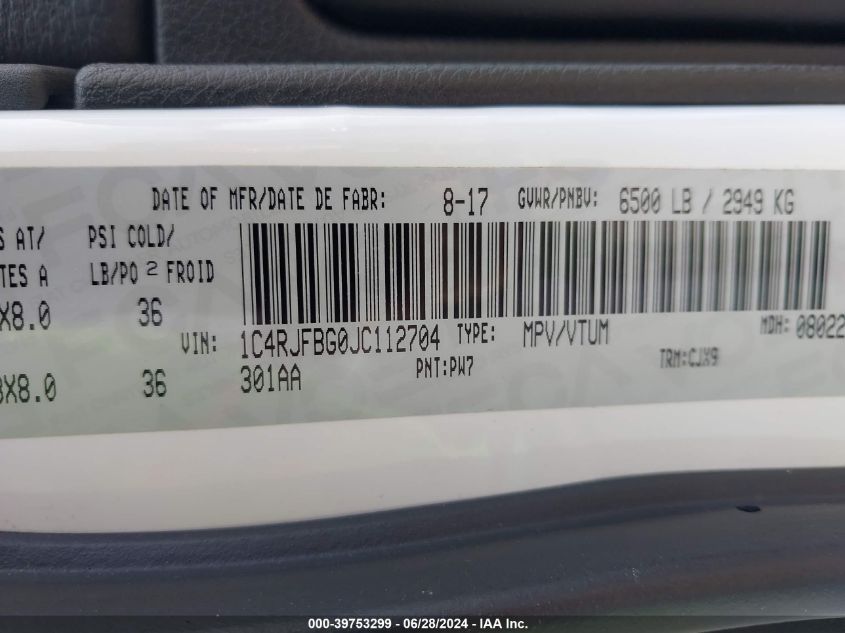 DATE OF MFR/DATE DE FABR: 8-17 GVWR/PNBV: 6500 LB / 2949 KG
S AT/ PSI COLD/
TES A LB/PO 2 FROID
X8.0 36
VIN: 1C4RJFBG0JC112704 TYPE: MPV/VTUM MDH: 08022
X8.0 36 301AA PNT:PW7 TRM:CJX9
000-39753299 - 06/28/2024 - IAA Inc.